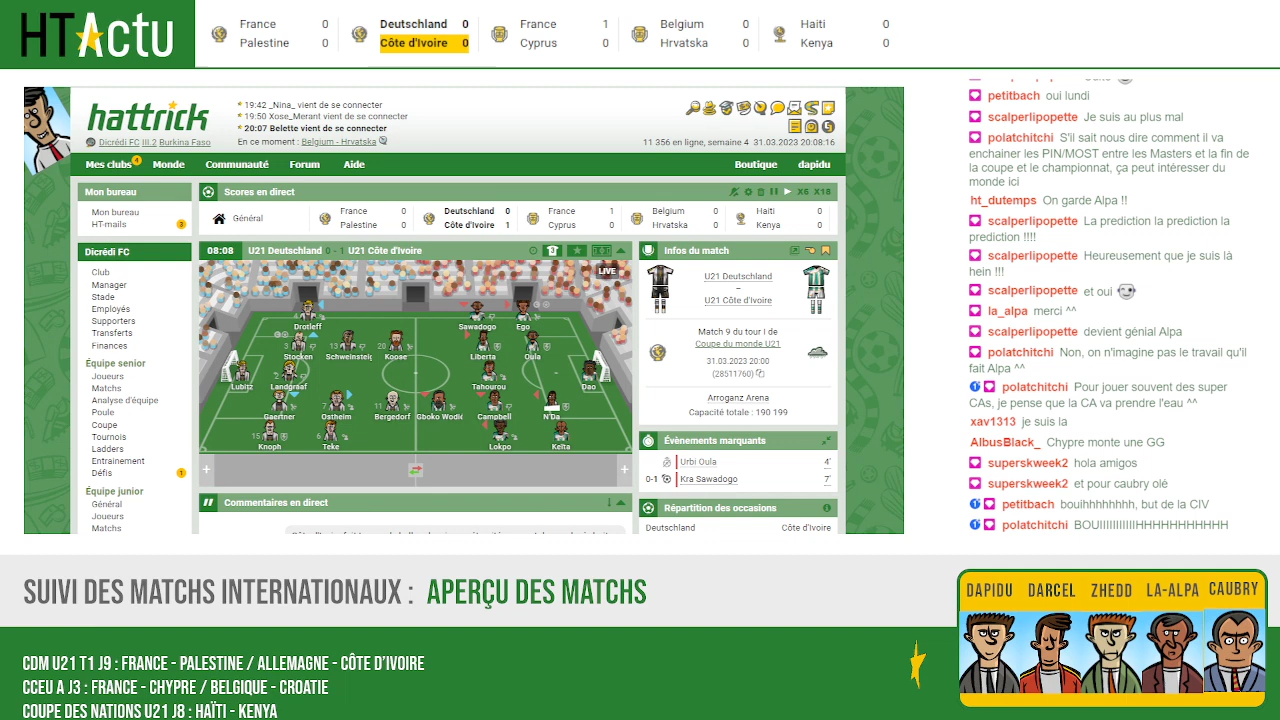 HTActu
France 0
Palestine 0
Deutschland 0
Côte d'Ivoire 0
France 1
Cyprus 0
Belgium 0
Hrvatska 0
Haiti 0
Kenya 0
hattrick
19:42 _Nina_ vient de se connecter
19:50 Xose_Merant vient de se connecter
20:07 Belette vient de se connecter
En ce moment : Belgium - Hrvatska
Dicrédi FC III.2 Burkina Faso
11 356 en ligne, semaine 4 31.03.2023 20:08:16
Mes clubs 4 Monde Communauté Forum Aide Boutique dapidu
Mon bureau
Mon bureau
HT-mails 3
Dicrédi FC
Club
Manager
Stade
Employés
Supporters
Transferts
Finances
Équipe senior
Joueurs
Matchs
Analyse d'équipe
Poule
Coupe
Tournois
Ladders
Entrainement
Défis 1
Équipe junior
Général
Joueurs
Matchs
Scores en direct X6 X18
Général
France 0
Palestine 0
Deutschland 0
Côte d'Ivoire 1
France 1
Cyprus 0
Belgium 0
Hrvatska 0
Haiti 0
Kenya 0
08:08 U21 Deutschland 0 - 1 U21 Côte d'Ivoire
LIVE
Drotleff Sawadogo Ego
Stocken Schweinsteig Koose Liberta Oula
Lubitz Landgraaf Tahourou Dao
Gaertner Ostheim Bergedorf Gboko Wodié Campbell N'Da
Knoph Teke Lokpo Keïta
Commentaires en direct
Infos du match
U21 Deutschland
–
U21 Côte d'Ivoire
Match 9 du tour I de
Coupe du monde U21
31.03.2023 20:00
(28511760)
Arroganz Arena
Capacité totale : 190 199
Évènements marquants
Urbi Oula 4'
0-1 Kra Sawadogo 7'
Répartition des occasions
Deutschland Côte d'Ivoire
petitbach oui lundi
scalperlipopette Je suis au plus mal
polatchitchi S'il sait nous dire comment il va
enchainer les PIN/MOST entre les Masters et la fin de
la coupe et le championnat, ça peut intéresser du
monde ici
ht_dutemps On garde Alpa !!
scalperlipopette La prediction la prediction la
prediction !!!!
scalperlipopette Heureusement que je suis là
hein !!!
scalperlipopette et oui
la_alpa merci ^^
scalperlipopette devient génial Alpa
polatchitchi Non, on n'imagine pas le travail qu'il
fait Alpa ^^
polatchitchi Pour jouer souvent des super
CAs, je pense que la CA va prendre l'eau ^^
xav1313 je suis la
AlbusBlack_ Chypre monte une GG
superskweek2 hola amigos
superskweek2 et pour caubry olé
petitbach bouihhhhhhhh, but de la CIV
polatchitchi BOUIIIIIIIIIIIHHHHHHHHHHH
SUIVI DES MATCHS INTERNATIONAUX : APERÇU DES MATCHS
DAPIDU DARCEL ZHEDD LA-ALPA CAUBRY
CDM U21 T1 J9 : FRANCE - PALESTINE / ALLEMAGNE - CÔTE D'IVOIRE
CCEU A J3 : FRANCE - CHYPRE / BELGIQUE - CROATIE
COUPE DES NATIONS U21 J8 : HAÏTI - KENYA